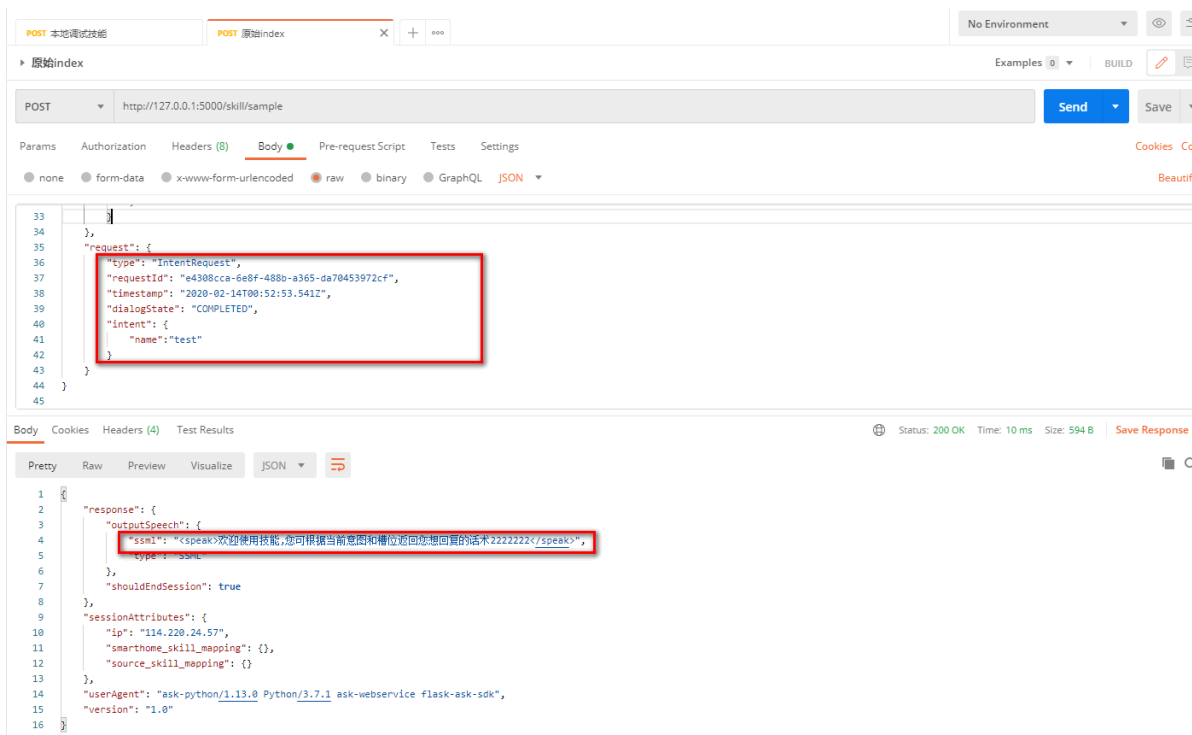 POST 本地调试技能 POST 原始index No Environment
原始index Examples 0 BUILD
POST http://127.0.0.1:5000/skill/sample Send Save
Params Authorization Headers (8) Body Pre-request Script Tests Settings Cookies Co
none form-data x-www-form-urlencoded raw binary GraphQL JSON Beautif
33 }
34 },
35 "request": {
36 "type": "IntentRequest",
37 "requestId": "e4308cca-6e8f-488b-a365-da70453972cf",
38 "timestamp": "2020-02-14T00:52:53.541Z",
39 "dialogState": "COMPLETED",
40 "intent": {
41 "name":"test"
42 }
43 }
44 }
45
Body Cookies Headers (4) Test Results Status: 200 OK Time: 10 ms Size: 594 B Save Response
Pretty Raw Preview Visualize JSON
1 {
2 "response": {
3 "outputSpeech": {
4 "ssml": "<speak>欢迎使用技能,您可根据当前意图和槽位返回您想回复的话术2222222</speak>",
5 "type": "SSML"
6 },
7 "shouldEndSession": true
8 },
9 "sessionAttributes": {
10 "ip": "114.220.24.57",
11 "smarthome_skill_mapping": {},
12 "source_skill_mapping": {}
13 },
14 "userAgent": "ask-python/1.13.0 Python/3.7.1 ask-webservice flask-ask-sdk",
15 "version": "1.0"
16 }